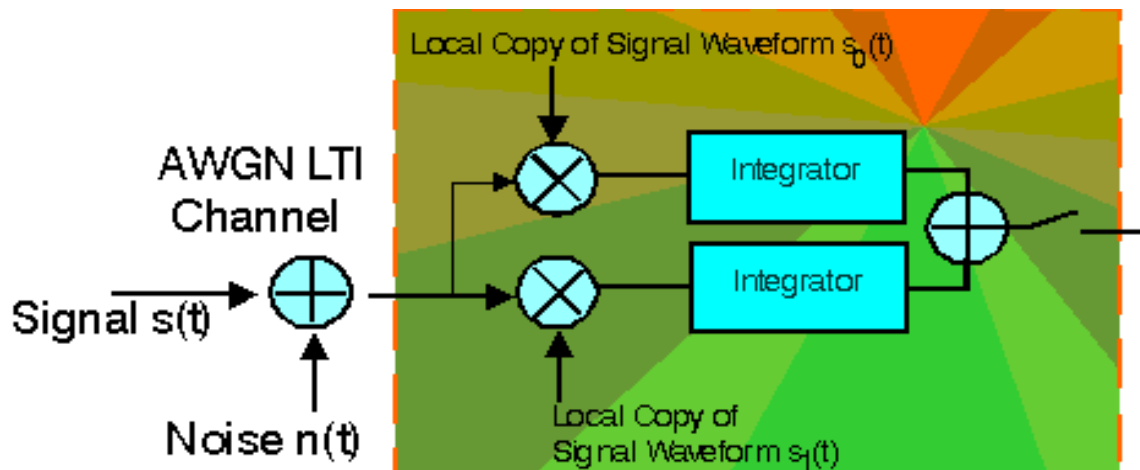 Local Copy of Signal Waveform s0(t)
AWGN LTI
Channel
Integrator
Integrator
Signal s(t)
Noise n(t)
Local Copy of
Signal Waveform s1(t)